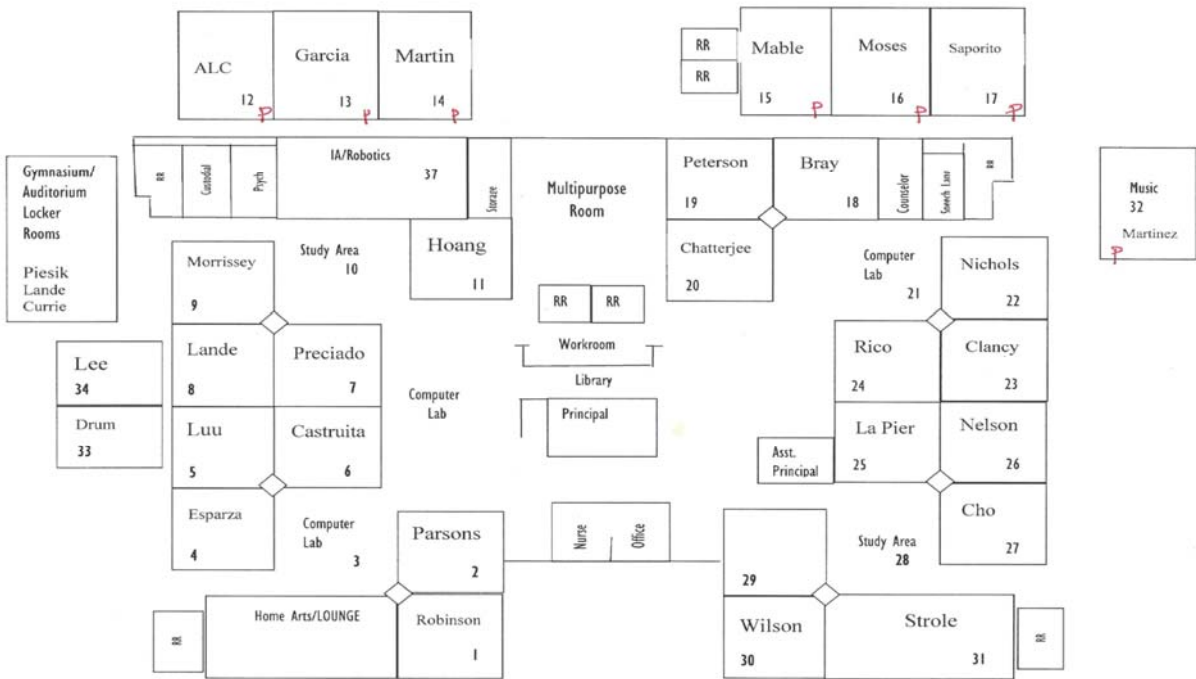 ALC
12
P
Garcia
13
P
Martin
14
P
RR
RR
Mable
15
P
Moses
16
P
Saporito
17
P
Gymnasium/
Auditorium
Locker
Rooms
Piesik
Lande
Currie
RR
Custodal
Psych
IA/Robotics
37
Storage
Multipurpose
Room
Peterson
19
Bray
18
Counselor
RR
Music
32
Martinez
P
Morrissey
9
Study Area
10
Hoang
11
Chatterjee
20
Computer
Lab
21
Nichols
22
RR
RR
Workroom
Library
Principal
Lee
34
Drum
33
Lande
8
Preciado
7
Computer
Lab
Rico
24
Clancy
23
Luu
5
Castruita
6
Asst.
Principal
La Pier
25
Nelson
26
Esparza
4
Computer
Lab
3
Parsons
2
Nurse
Office
29
Study Area
28
Cho
27
RR
Home Arts/LOUNGE
Robinson
1
Wilson
30
Strole
31
RR